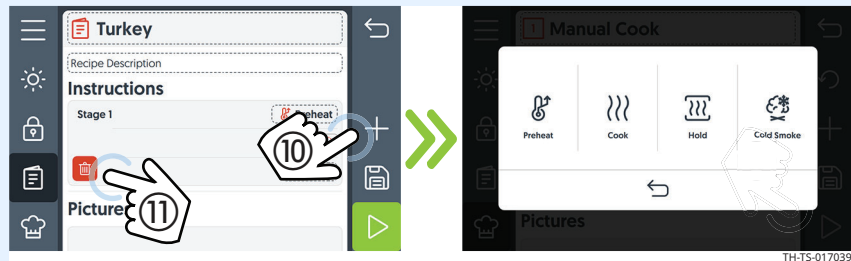 Turkey
Recipe Description
Instructions
Stage 1
Preheat
10
11
Pictures
1 Manual Cook
Preheat
Cook
Hold
Cold Smoke
Pictures
TH-TS-017039